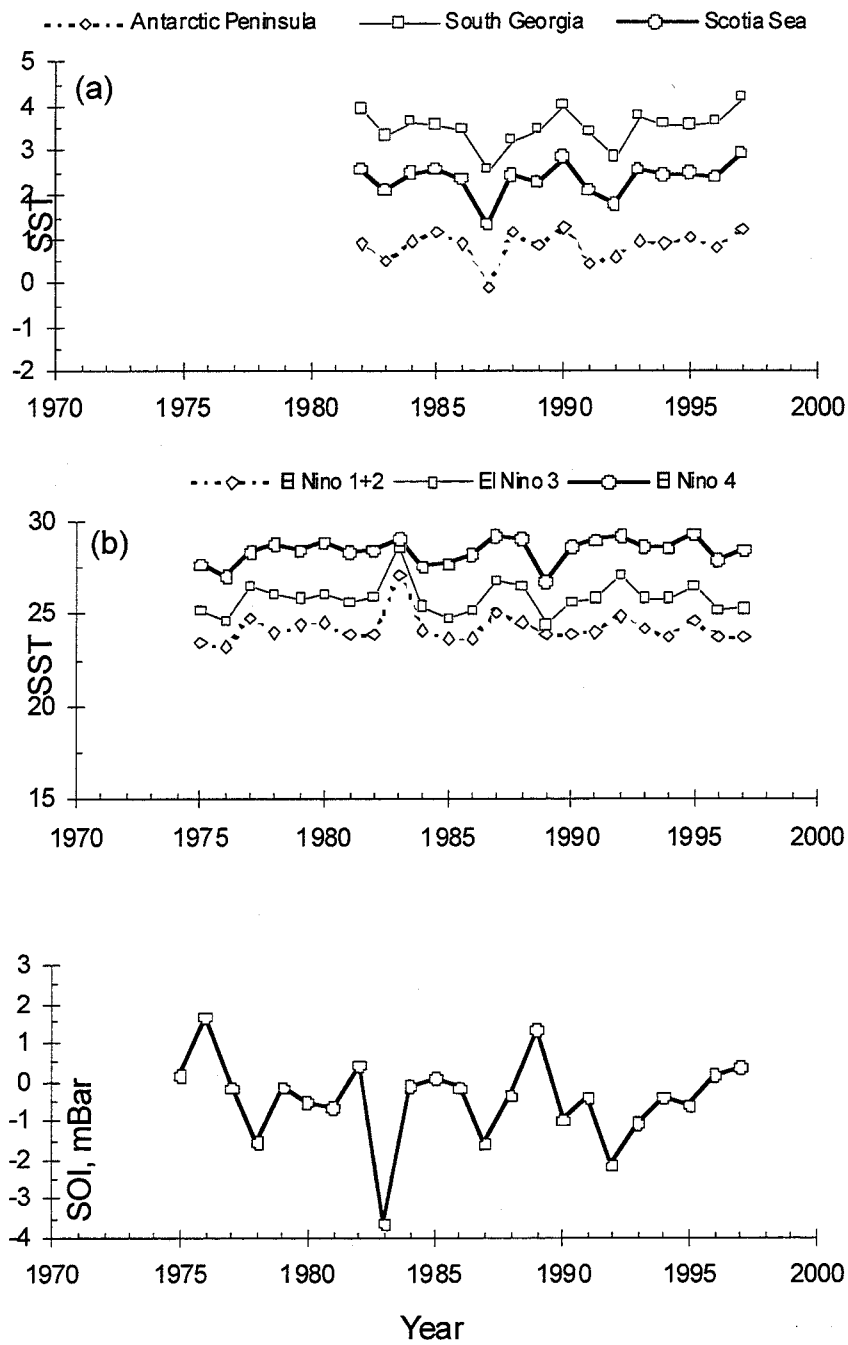 Antarctic Peninsula South Georgia Scotia Sea
(a)
5
4
3
2
1
0
-1
-2
SST
1970 1975 1980 1985 1990 1995 2000
El Nino 1+2 El Nino 3 El Nino 4
(b)
30
25
20
15
SST
1970 1975 1980 1985 1990 1995 2000
3
2
1
0
-1
-2
-3
-4
SOI, mBar
1970 1975 1980 1985 1990 1995 2000
Year